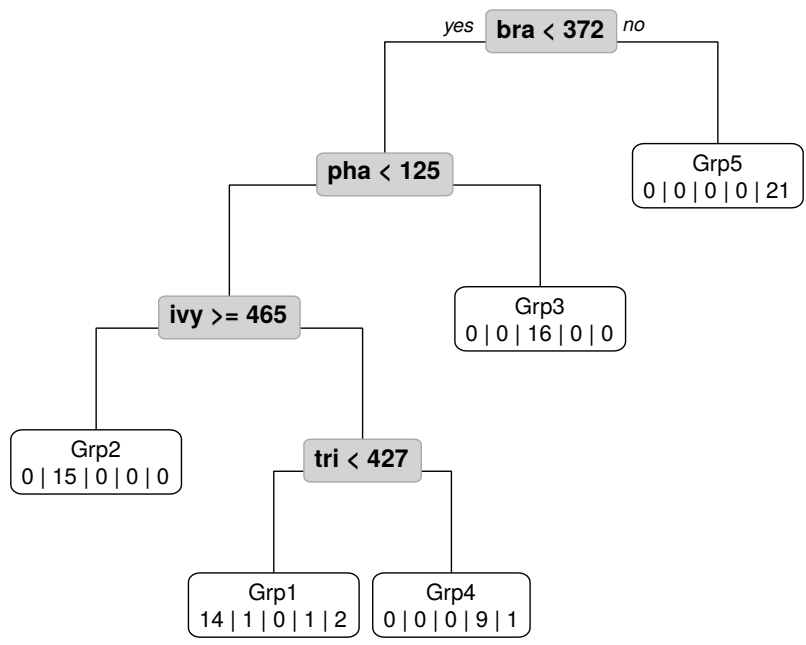 yes bra < 372 no
pha < 125
Grp5
0 | 0 | 0 | 0 | 21
ivy >= 465
Grp3
0 | 0 | 16 | 0 | 0
Grp2
0 | 15 | 0 | 0 | 0
tri < 427
Grp1
14 | 1 | 0 | 1 | 2
Grp4
0 | 0 | 0 | 9 | 1